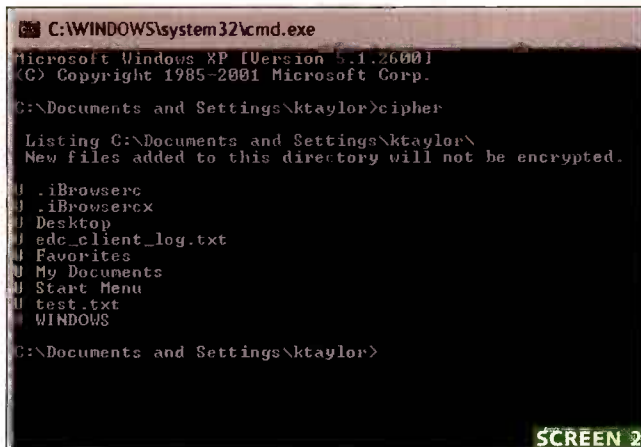 C:\WINDOWS\system32\cmd.exe
Microsoft Windows XP [Version 5.1.2600]
(C) Copyright 1985-2001 Microsoft Corp.
C:\Documents and Settings\ktaylor>cipher
Listing C:\Documents and Settings\ktaylor\
New files added to this directory will not be encrypted.
U .iBrowserc
U .iBrowsercx
U Desktop
U edc_client_log.txt
U Favorites
U My Documents
U Start Menu
U test.txt
U WINDOWS
C:\Documents and Settings\ktaylor>
SCREEN 2